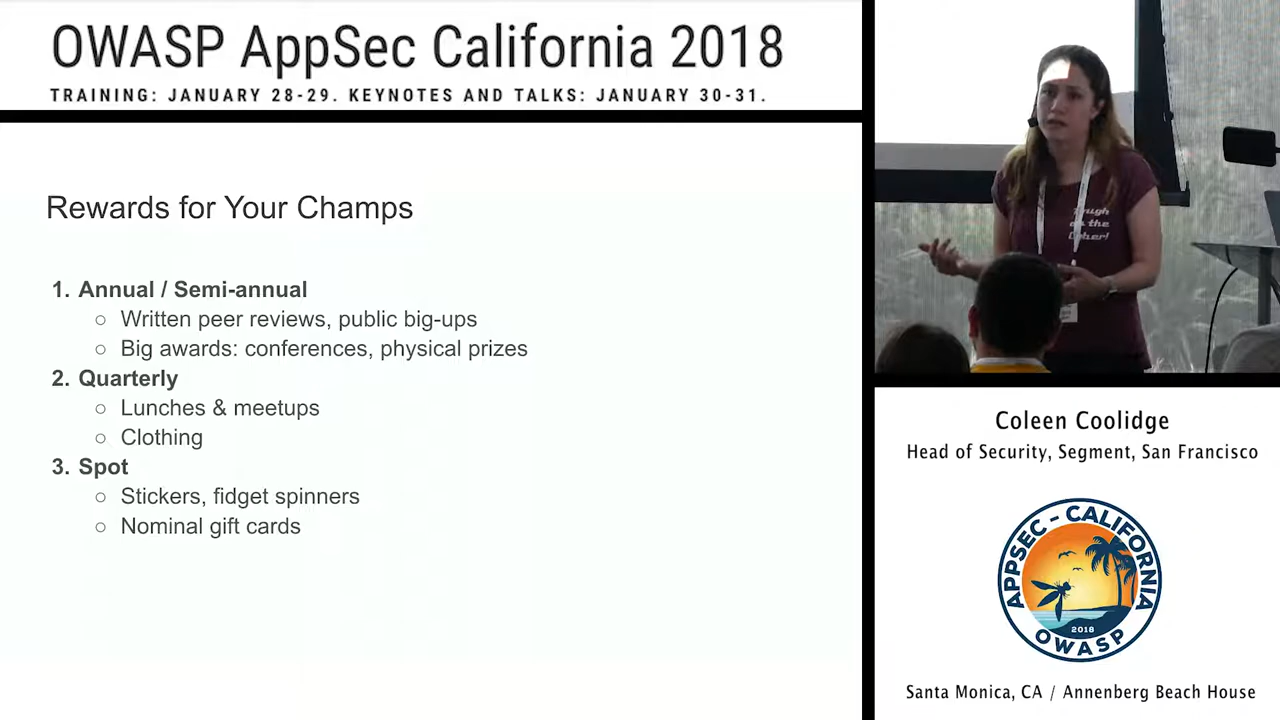 OWASP AppSec California 2018
TRAINING: JANUARY 28-29. KEYNOTES AND TALKS: JANUARY 30-31.
Rewards for Your Champs
1. Annual / Semi-annual
○ Written peer reviews, public big-ups
○ Big awards: conferences, physical prizes
2. Quarterly
○ Lunches & meetups
○ Clothing
3. Spot
○ Stickers, fidget spinners
○ Nominal gift cards
on the
Coleen Coolidge
Head of Security, Segment, San Francisco
APPSEC - CALIFORNIA
2018
OWASP
Santa Monica, CA / Annenberg Beach House